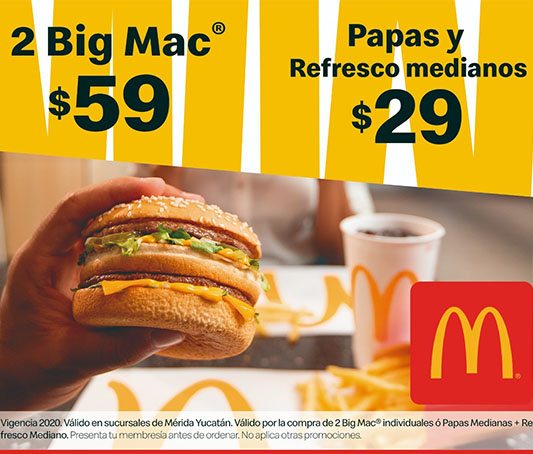 2 Big Mac®
$59
Papas y
Refresco medianos
$29
Vigencia 2020. Válido en sucursales de Mérida Yucatán. Válido por la compra de 2 Big Mac® individuales ó Papas Medianas + Re
fresco Mediano. Presenta tu membresía antes de ordenar. No aplica otras promociones.